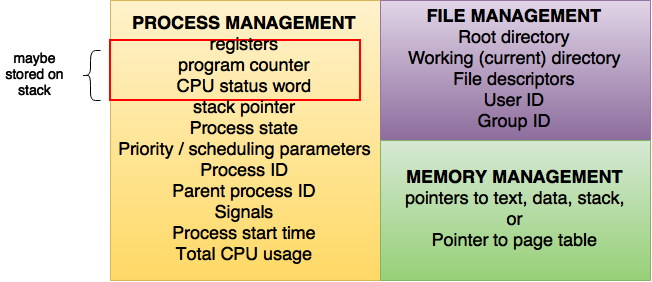 maybe
stored on
stack
PROCESS MANAGEMENT
registers
program counter
CPU status word
stack pointer
Process state
Priority / scheduling parameters
Process ID
Parent process ID
Signals
Process start time
Total CPU usage
FILE MANAGEMENT
Root directory
Working (current) directory
File descriptors
User ID
Group ID
MEMORY MANAGEMENT
pointers to text, data, stack,
or
Pointer to page table